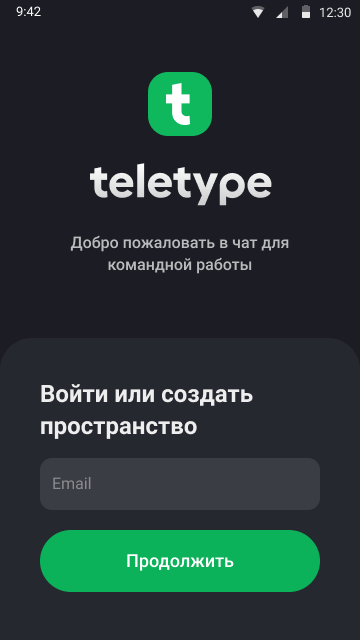 9:42
12:30
t
teletype
Добро пожаловать в чат для
командной работы
Войти или создать
пространство
Email
Продолжить